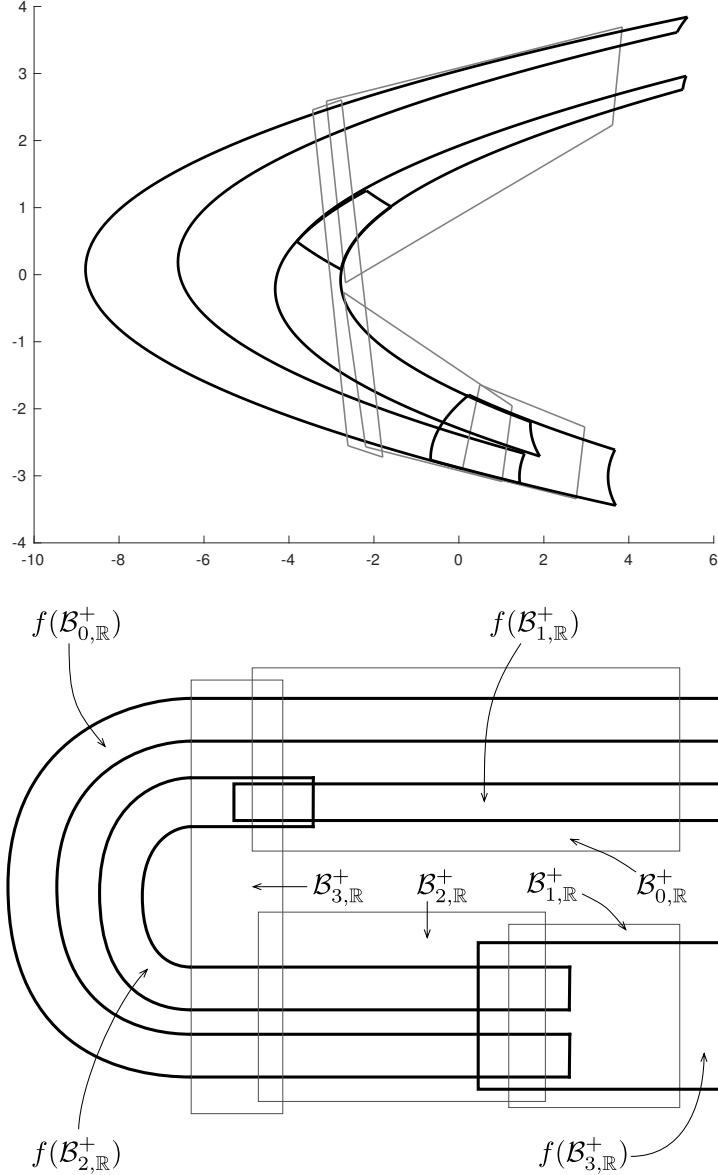 4
3
2
1
0
-1
-2
-3
-4
-10 -8 -6 -4 -2 0 2 4 6
f(𝓑⁺₀,ℝ) f(𝓑⁺₁,ℝ)
𝓑⁺₃,ℝ 𝓑⁺₂,ℝ 𝓑⁺₁,ℝ 𝓑⁺₀,ℝ
f(𝓑⁺₂,ℝ) f(𝓑⁺₃,ℝ)